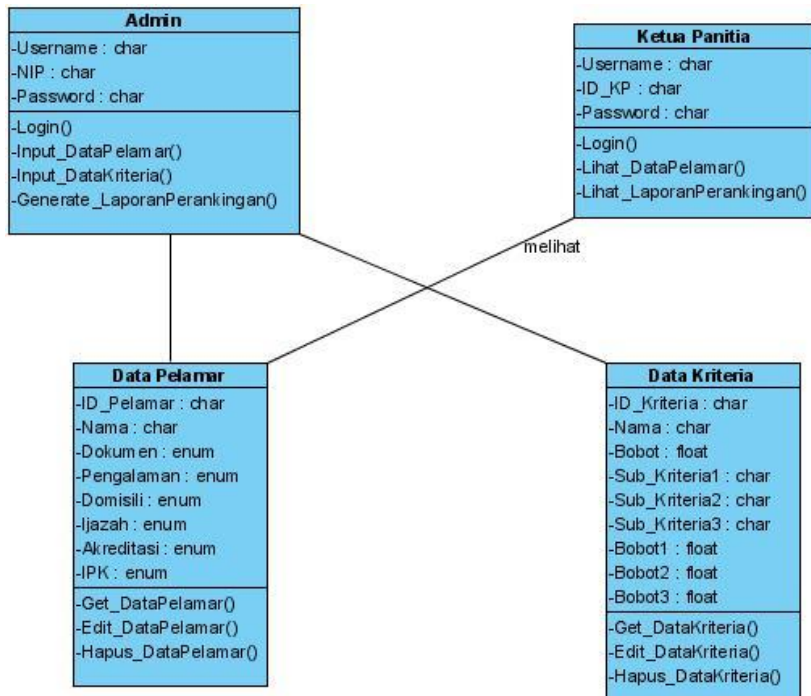 Admin
-Username : char
-NIP : char
-Password : char
-Login()
-Input_DataPelamar()
-Input_DataKriteria()
-Generate_LaporanPerankingan()
Ketua Panitia
-Username : char
-ID_KP : char
-Password : char
-Login()
-Lihat_DataPelamar()
-Lihat_LaporanPerankingan()
melihat
Data Pelamar
-ID_Pelamar : char
-Nama : char
-Dokumen : enum
-Pengalaman : enum
-Domisili : enum
-Ijazah : enum
-Akreditasi : enum
-IPK : enum
-Get_DataPelamar()
-Edit_DataPelamar()
-Hapus_DataPelamar()
Data Kriteria
-ID_Kriteria : char
-Nama : char
-Bobot : float
-Sub_Kriteria1 : char
-Sub_Kriteria2 : char
-Sub_Kriteria3 : char
-Bobot1 : float
-Bobot2 : float
-Bobot3 : float
-Get_DataKriteria()
-Edit_DataKriteria()
-Hapus_DataKriteria()